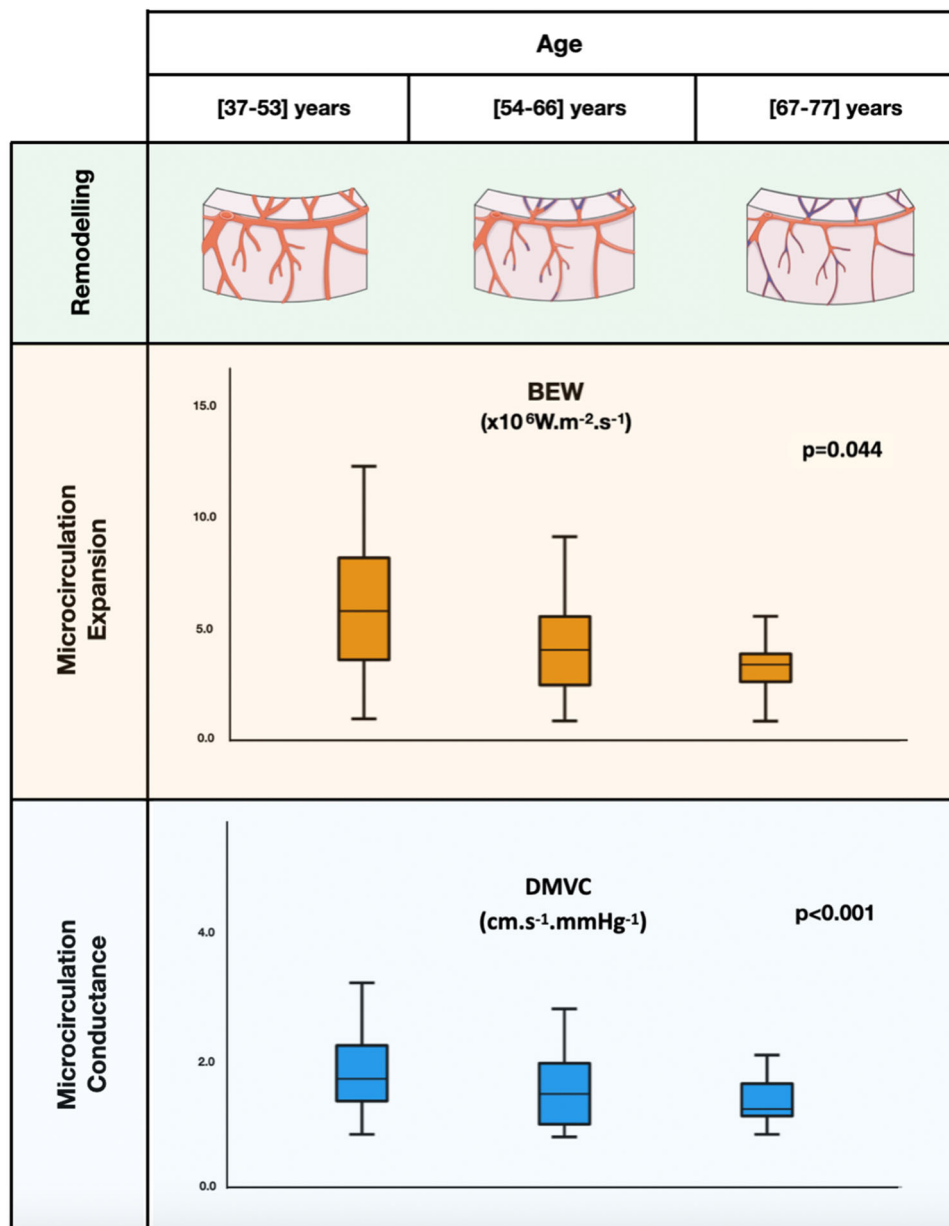 Age
[37-53] years
[54-66] years
[67-77] years
Remodelling
Microcirculation
Expansion
BEW
(x10⁶W.m⁻².s⁻¹)
p=0.044
15.0
10.0
5.0
0.0
Microcirculation
Conductance
DMVC
(cm.s⁻¹.mmHg⁻¹)
p<0.001
4.0
2.0
0.0